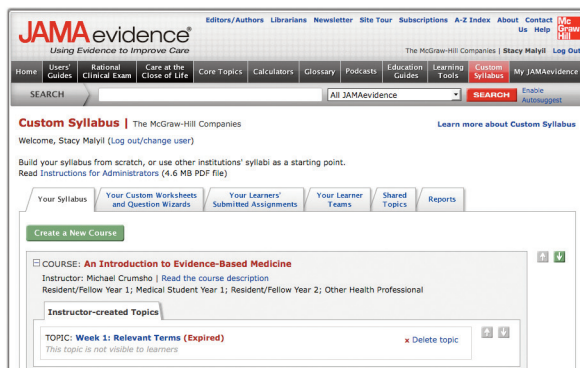 Editors/Authors Librarians Newsletter Site Tour Subscriptions A-Z Index About Us Contact Help
Mc Graw Hill
JAMAevidence®
Using Evidence to Improve Care
The McGraw-Hill Companies | Stacy Malyil Log Out
Home Users' Guides Rational Clinical Exam Care at the Close of Life Core Topics Calculators Glossary Podcasts Education Guides Learning Tools Custom Syllabus My JAMAevidence
SEARCH All JAMAevidence SEARCH Enable Autosuggest
Custom Syllabus | The McGraw-Hill Companies Learn more about Custom Syllabus
Welcome, Stacy Malyil (Log out/change user)
Build your syllabus from scratch, or use other institutions' syllabi as a starting point.
Read Instructions for Administrators (4.6 MB PDF file)
Your Syllabus Your Custom Worksheets and Question Wizards Your Learners' Submitted Assignments Your Learner Teams Shared Topics Reports
Create a New Course
COURSE: An Introduction to Evidence-Based Medicine
Instructor: Michael Crumsho | Read the course description
Resident/Fellow Year 1; Medical Student Year 1; Resident/Fellow Year 2; Other Health Professional
Instructor-created Topics
TOPIC: Week 1: Relevant Terms (Expired) x Delete topic
This topic is not visible to learners